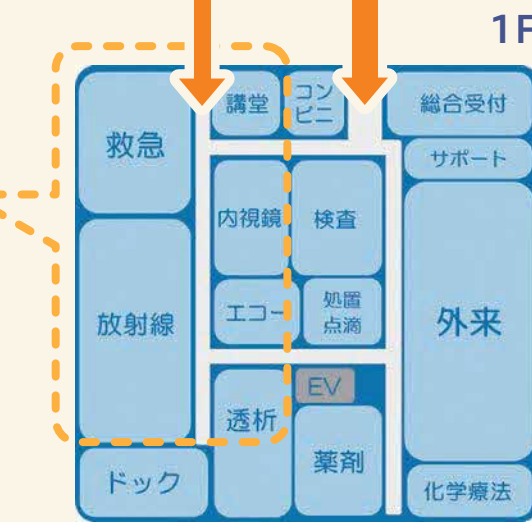 1F
救急
講堂
コン
ビニ
総合受付
サポート
内視鏡
検査
放射線
エコー
処置
点滴
外来
EV
透析
薬剤
ドック
化学療法